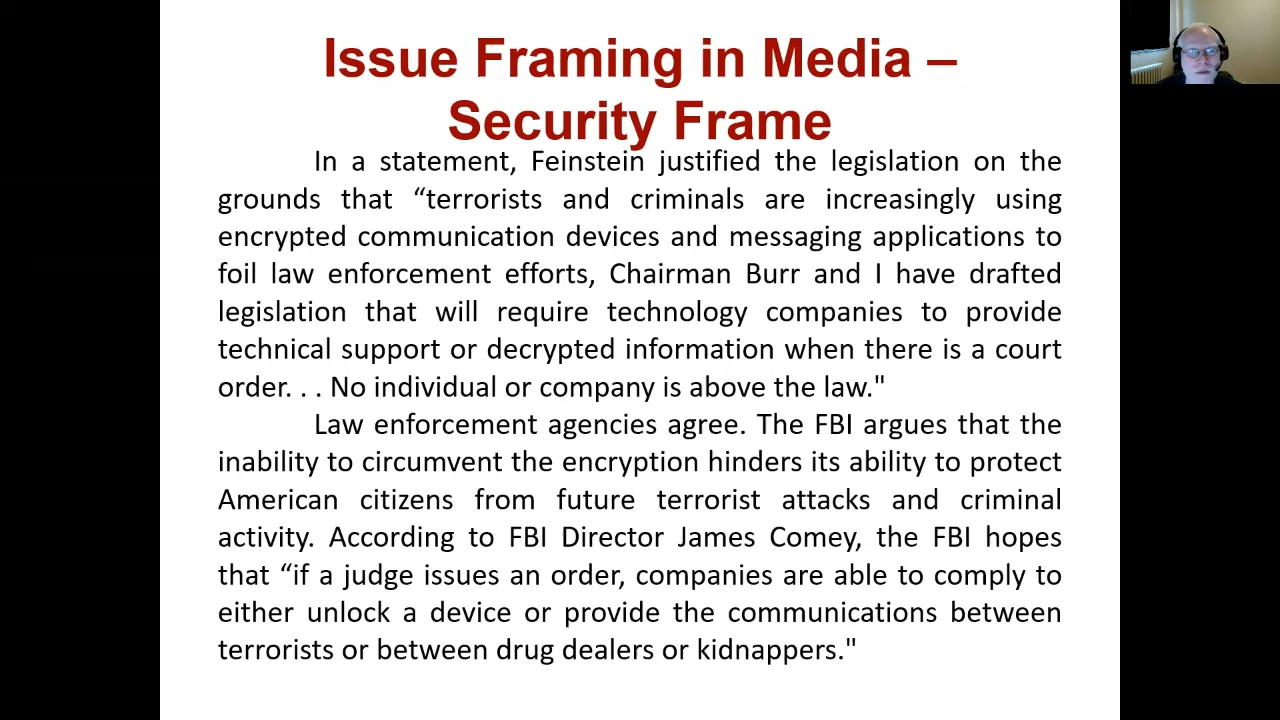 Issue Framing in Media –
Security Frame
In a statement, Feinstein justified the legislation on the
grounds that “terrorists and criminals are increasingly using
encrypted communication devices and messaging applications to
foil law enforcement efforts, Chairman Burr and I have drafted
legislation that will require technology companies to provide
technical support or decrypted information when there is a court
order. . . No individual or company is above the law."
Law enforcement agencies agree. The FBI argues that the
inability to circumvent the encryption hinders its ability to protect
American citizens from future terrorist attacks and criminal
activity. According to FBI Director James Comey, the FBI hopes
that “if a judge issues an order, companies are able to comply to
either unlock a device or provide the communications between
terrorists or between drug dealers or kidnappers."